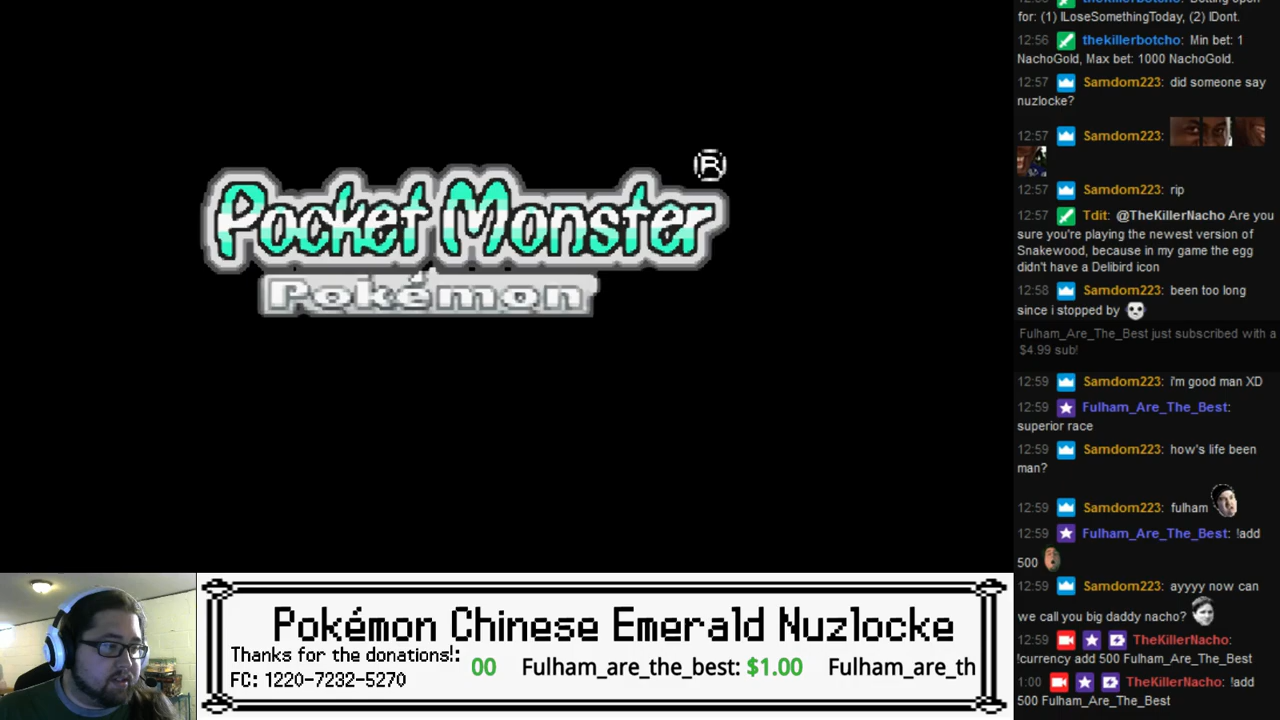 Pocket Monster
®
Pokémon
Pokémon Chinese Emerald Nuzlocke
Thanks for the donations!:
00 Fulham_are_the_best: $1.00 Fulham_are_th
FC: 1220-7232-5270
for: (1) ILoseSomethingToday, (2) IDont.
12:56 thekillerbotcho: Min bet: 1
NachoGold, Max bet: 1000 NachoGold.
12:57 Samdom223: did someone say
nuzlocke?
12:57 Samdom223:
12:57 Samdom223: rip
12:57 Tdit: @TheKillerNacho Are you
sure you're playing the newest version of
Snakewood, because in my game the egg
didn't have a Delibird icon
12:58 Samdom223: been too long
since i stopped by
Fulham_Are_The_Best just subscribed with a
$4.99 sub!
12:59 Samdom223: i'm good man XD
12:59 Fulham_Are_The_Best:
superior race
12:59 Samdom223: how's life been
man?
12:59 Samdom223: fulham
12:59 Fulham_Are_The_Best: !add
500
12:59 Samdom223: ayyyy now can
we call you big daddy nacho?
12:59 TheKillerNacho:
!currency add 500 Fulham_Are_The_Best
1:00 TheKillerNacho: !add
500 Fulham_Are_The_Best